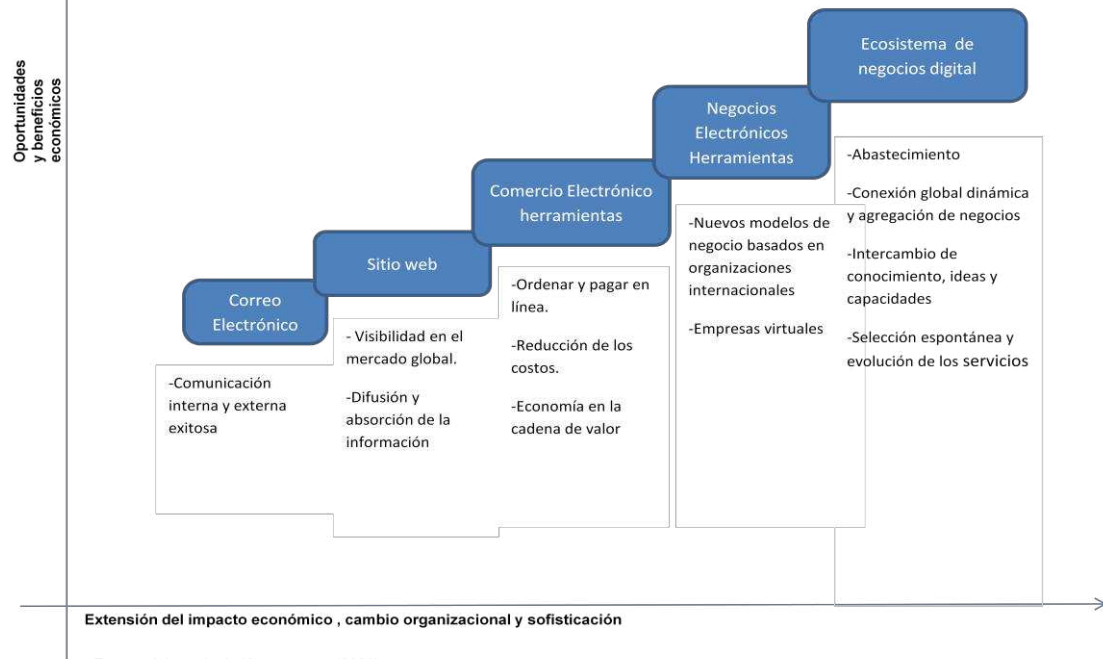 Oportunidades
y beneficios
económicos
Ecosistema de
negocios digital
Negocios
Electrónicos
Herramientas
Comercio Electrónico
herramientas
Sitio web
Correo
Electrónico
-Comunicación
interna y externa
exitosa
- Visibilidad en el
mercado global.
-Difusión y
absorción de la
información
-Ordenar y pagar en
línea.
-Reducción de los
costos.
-Economía en la
cadena de valor
-Nuevos modelos de
negocio basados en
organizaciones
internacionales
-Empresas virtuales
-Abastecimiento
-Conexión global dinámica
y agregación de negocios
-Intercambio de
conocimiento, ideas y
capacidades
-Selección espontánea y
evolución de los servicios
Extensión del impacto económico , cambio organizacional y sofisticación